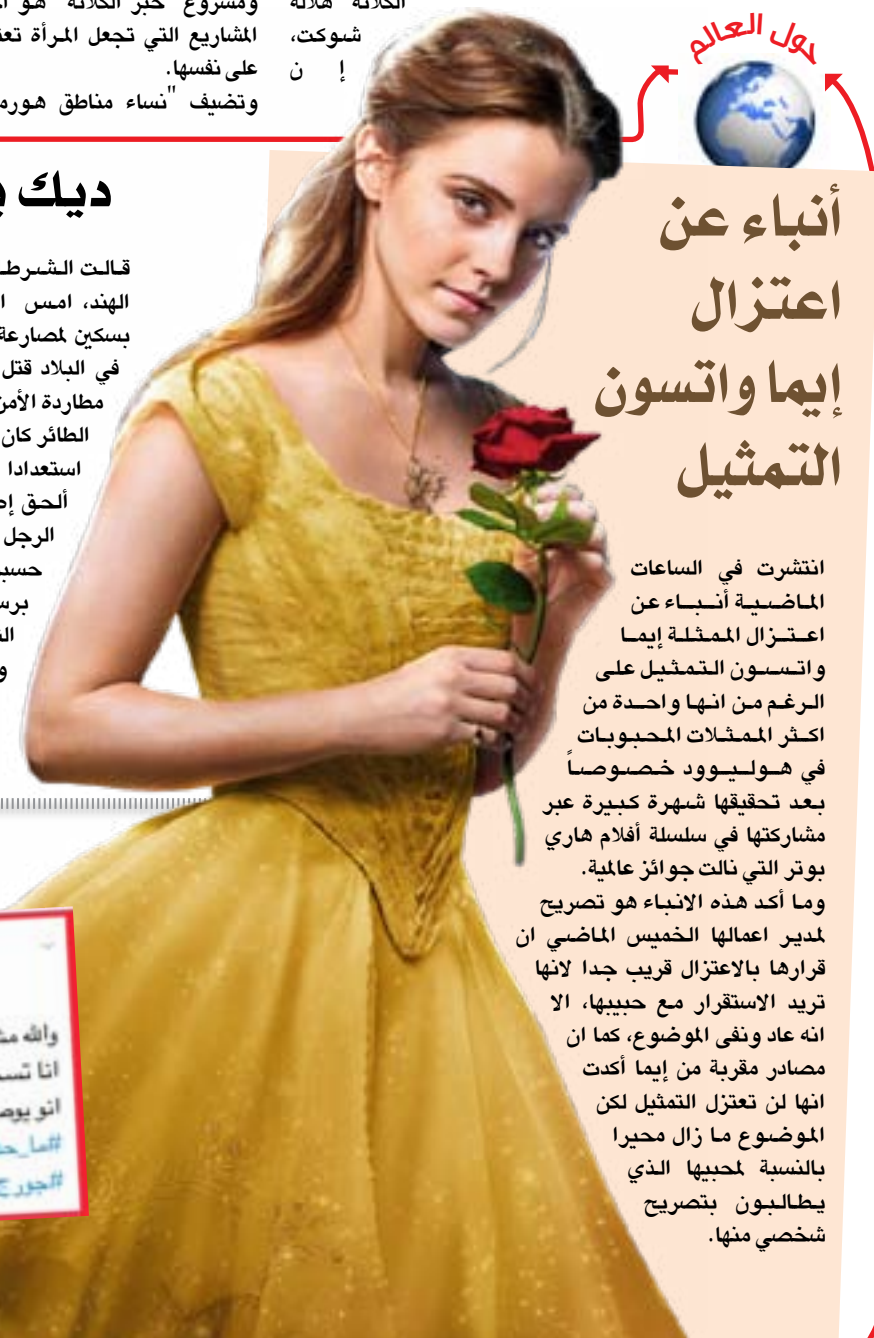 الكلانة هلالة
شوكت،
إ ن
ومشروع خبز الكلانة هو
المشاريع التي تجعل المرأة
على نفسها.
وتضيف "نساء مناطق
حول العالم
أنباء عن
اعتزال
إيما واتسون
التمثيل
انتشرت في الساعات
الماضية أنباء عن
اعتزال الممثلة إيما
واتسون التمثيل على
الرغم من انها واحدة من
اكثر الممثلات المحبوبات
في هوليوود خصوصاً
بعد تحقيقها شهرة كبيرة عبر
مشاركتها في سلسلة أفلام هاري
بوتر التي نالت جوائز عالمية.
وما أكد هذه الانباء هو تصريح
لمدير اعمالها الخميس الماضي ان
قرارها بالاعتزال قريب جدا لانها
تريد الاستقرار مع حبيبها، الا
انه عاد ونفى الموضوع، كما ان
مصادر مقربة من إيما أكدت
انها لن تعتزل التمثيل لكن
الموضوع ما زال محيرا
بالنسبة لمحبيها الذي
يطالبون بتصريح
شخصي منها.
ديك
قالت
الهند، امس
بسكين لمصارعة
في البلاد قتل
مطاردة الأمن
الطائر كان
استعدادا
ألحق
الرجل
والله
انا
انو